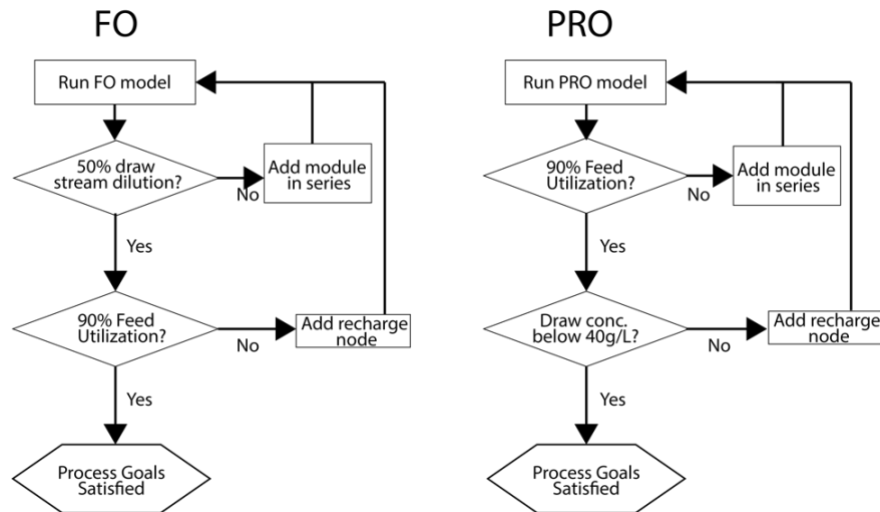 FO
Run FO model
50% draw
stream dilution?
No
Add module
in series
Yes
90% Feed
Utilization?
No
Add recharge
node
Yes
Process Goals
Satisfied
PRO
Run PRO model
90% Feed
Utilization?
No
Add module
in series
Yes
Draw conc.
below 40g/L?
No
Add recharge
node
Yes
Process Goals
Satisfied